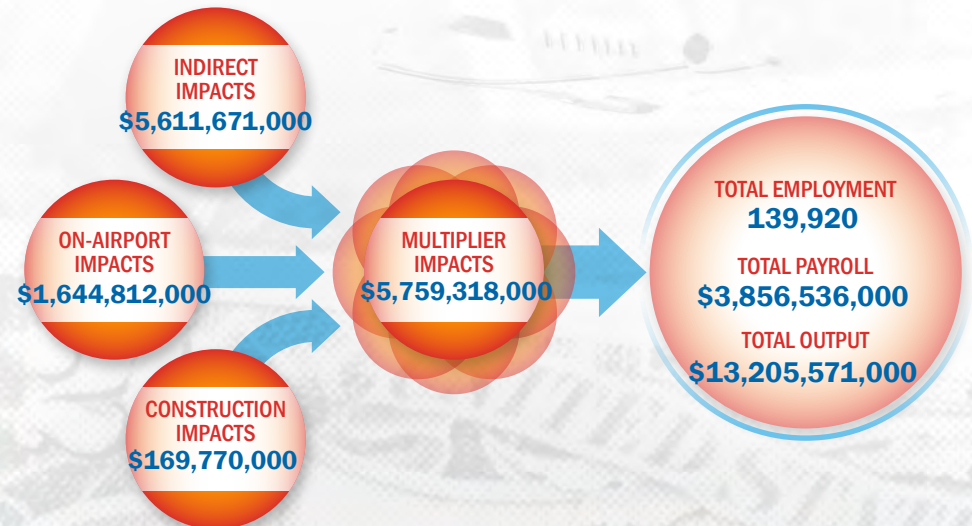 INDIRECT
IMPACTS
$5,611,671,000
ON-AIRPORT
IMPACTS
$1,644,812,000
CONSTRUCTION
IMPACTS
$169,770,000
MULTIPLIER
IMPACTS
$5,759,318,000
TOTAL EMPLOYMENT
139,920
TOTAL PAYROLL
$3,856,536,000
TOTAL OUTPUT
$13,205,571,000